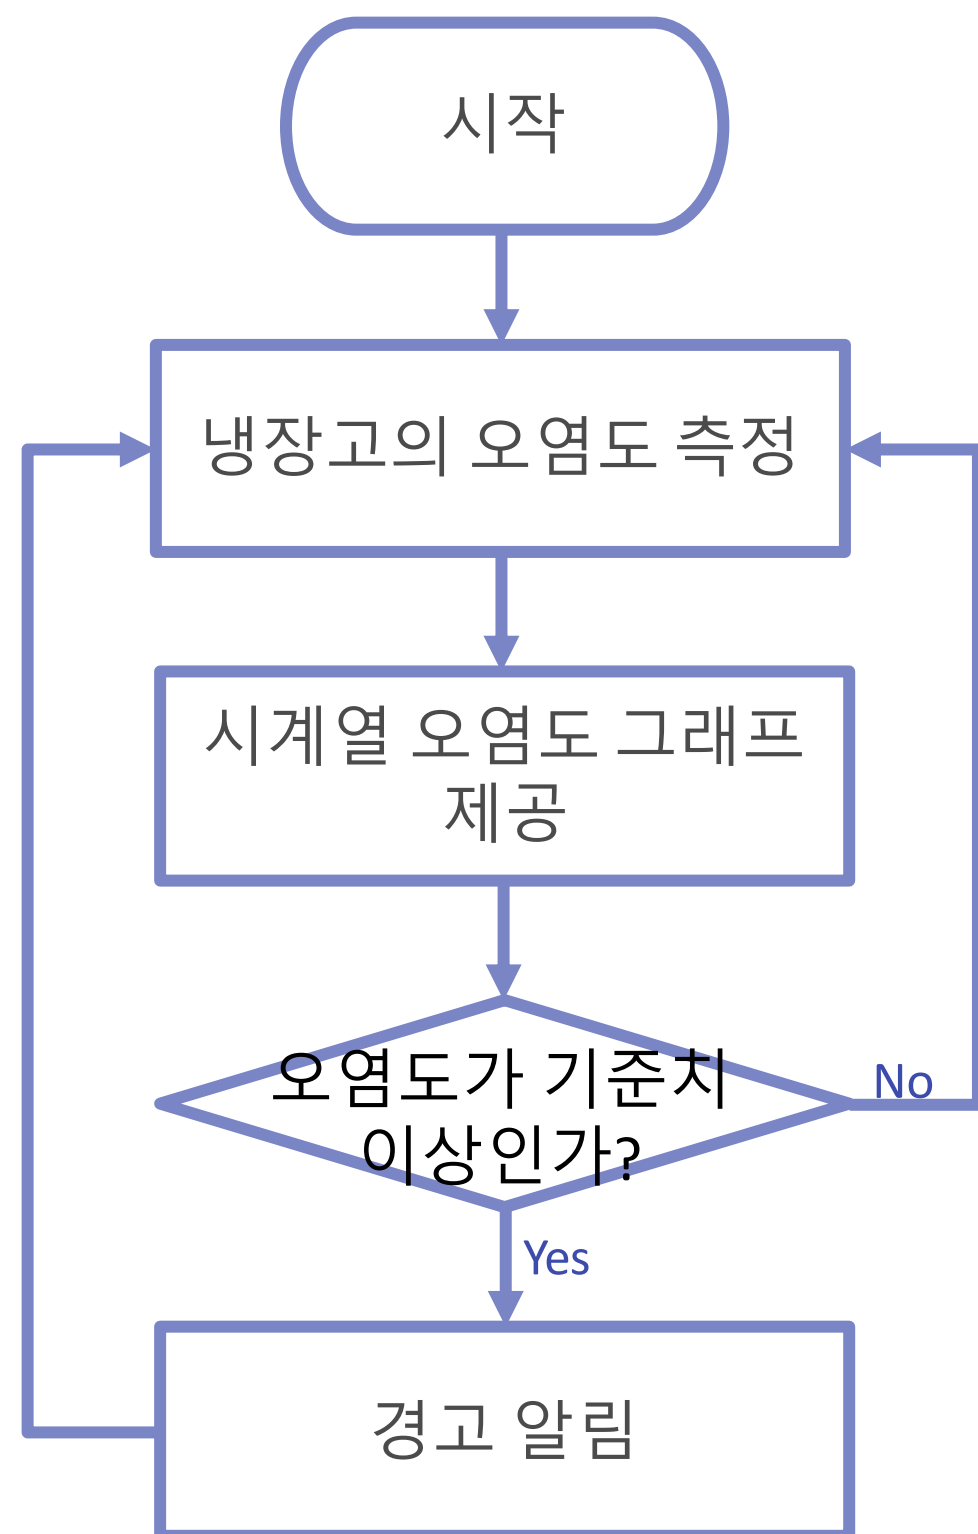 시작
냉장고의 오염도 측정
시계열 오염도 그래프
제공
오염도가 기준치
이상인가?
No
Yes
경고 알림